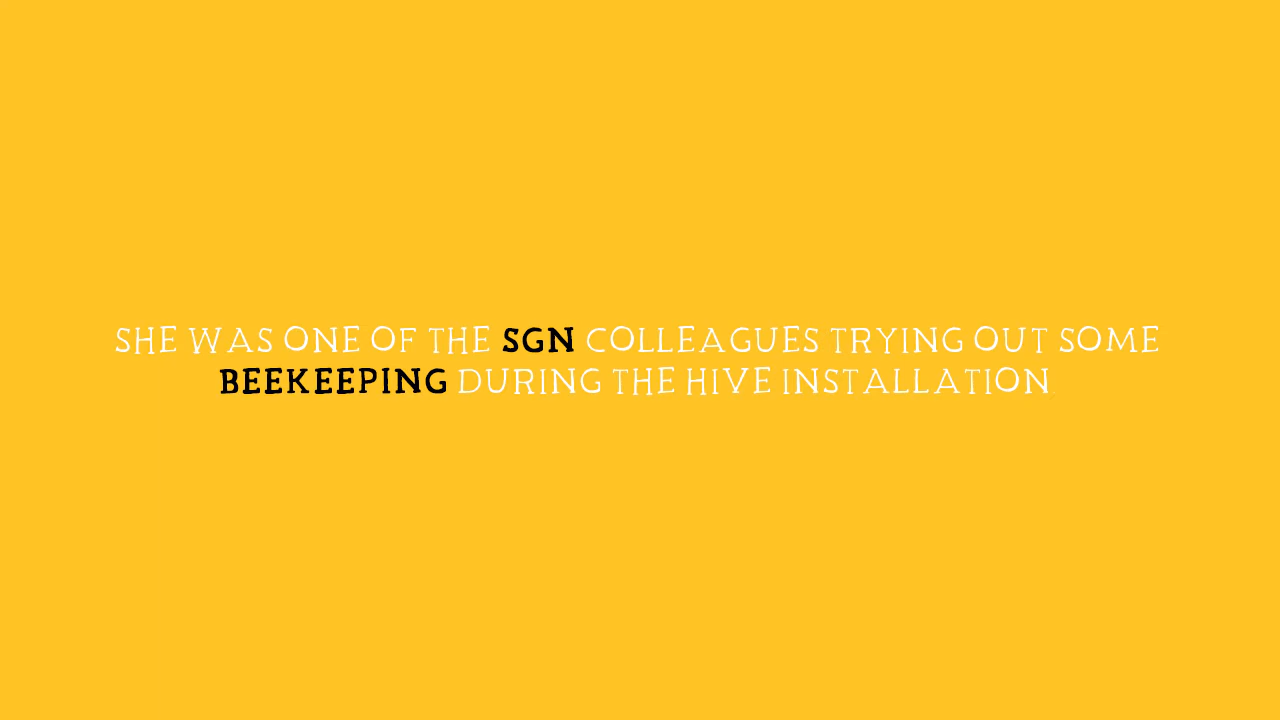 SHE WAS ONE OF THE SGN COLLEAGUES TRYING OUT SOME
BEEKEEPING DURING THE HIVE INSTALLATION